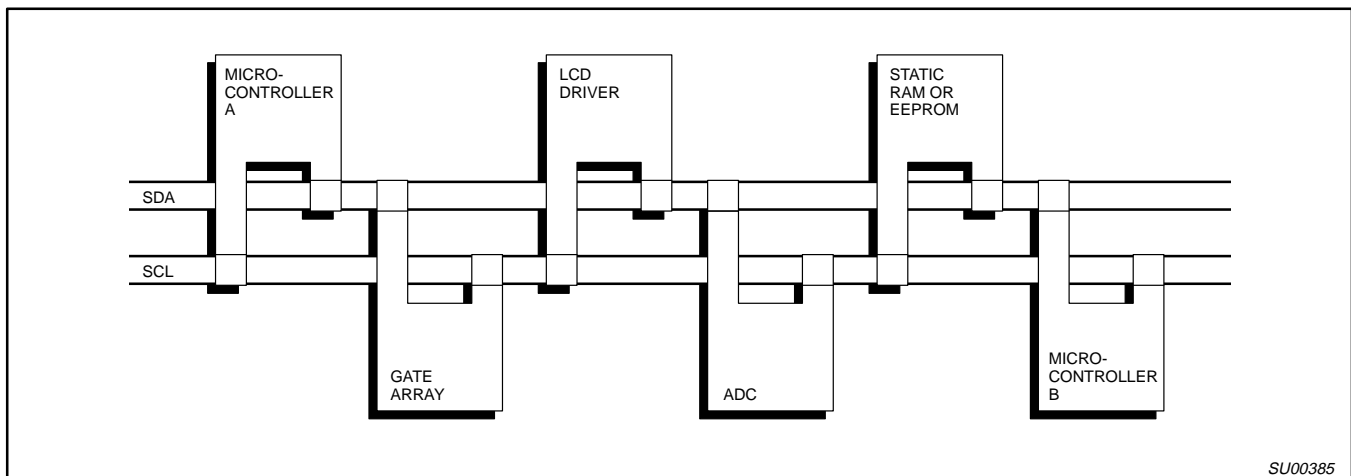 MICRO-
CONTROLLER
A
LCD
DRIVER
STATIC
RAM OR
EEPROM
SDA
SCL
GATE
ARRAY
ADC
MICRO-
CONTROLLER
B
SU00385